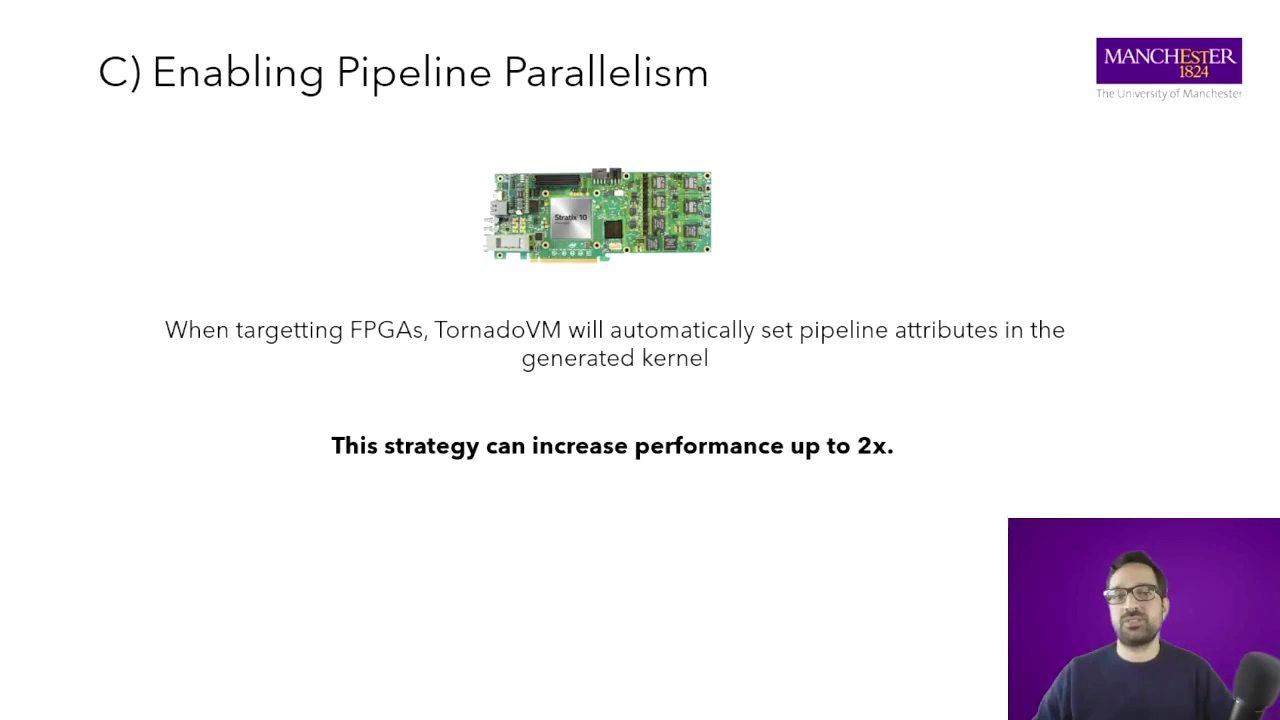 C) Enabling Pipeline Parallelism
MANCHESTER
1824
The University of Manchester
Stratix 10
When targetting FPGAs, TornadoVM will automatically set pipeline attributes in the
generated kernel
This strategy can increase performance up to 2x.